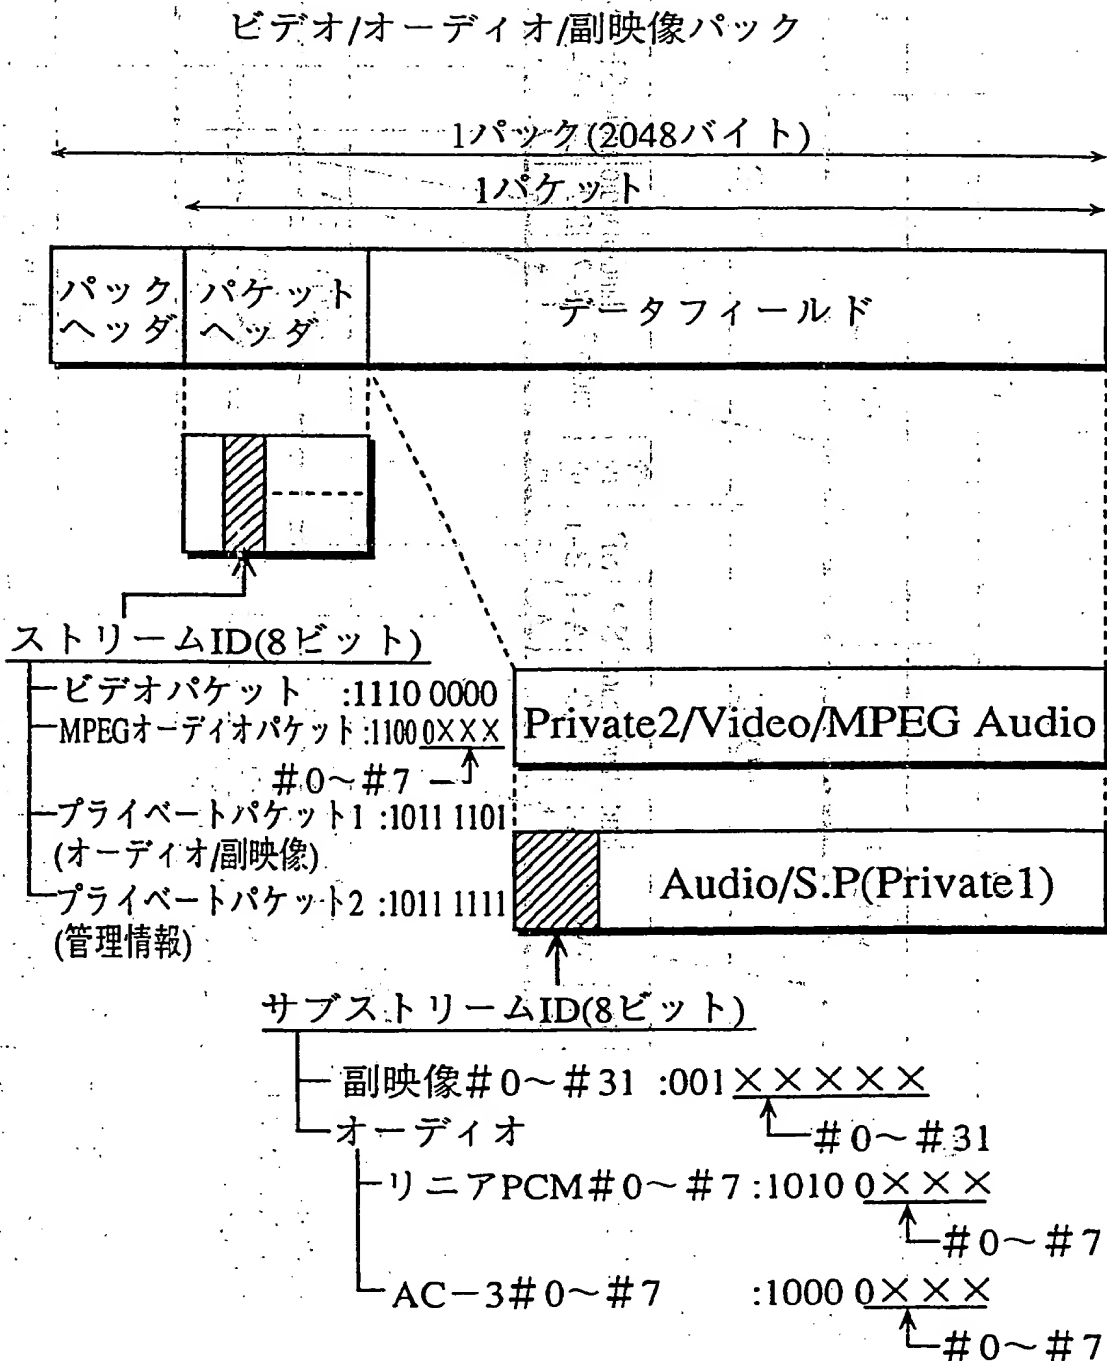 ビデオ/オーディオ/副映像パック
1パック(2048バイト)
1パケット
パック
ヘッダ
パケット
ヘッダ
データフィールド
ストリームID(8ビット)
ビデオパケット :1110 0000
MPEGオーディオパケット:1100 0×××
#0～#7
プライベートパケット1 :1011 1101
(オーディオ/副映像)
プライベートパケット2 :1011 1111
(管理情報)
Private2/Video/MPEG Audio
Audio/S.P(Private1)
サブストリームID(8ビット)
副映像#0～#31 :001×××××
#0～#31
オーディオ
リニアPCM#0～#7:1010 0×××
#0～#7
AC-3#0～#7 :1000 0×××
#0～#7